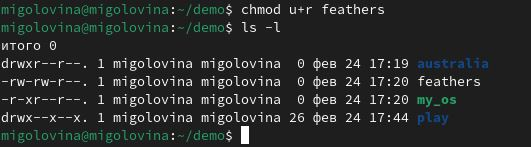 migolovina@migolovina:~/demo$ chmod u+r feathers
migolovina@migolovina:~/demo$ ls -l
итого 0
drwxr--r--. 1 migolovina migolovina  0 фев 24 17:19 australia
-rw-rw-r--. 1 migolovina migolovina  0 фев 24 17:20 feathers
-r-xr--r--. 1 migolovina migolovina  0 фев 24 17:20 my_os
drwx--x--x. 1 migolovina migolovina 26 фев 24 17:44 play
migolovina@migolovina:~/demo$